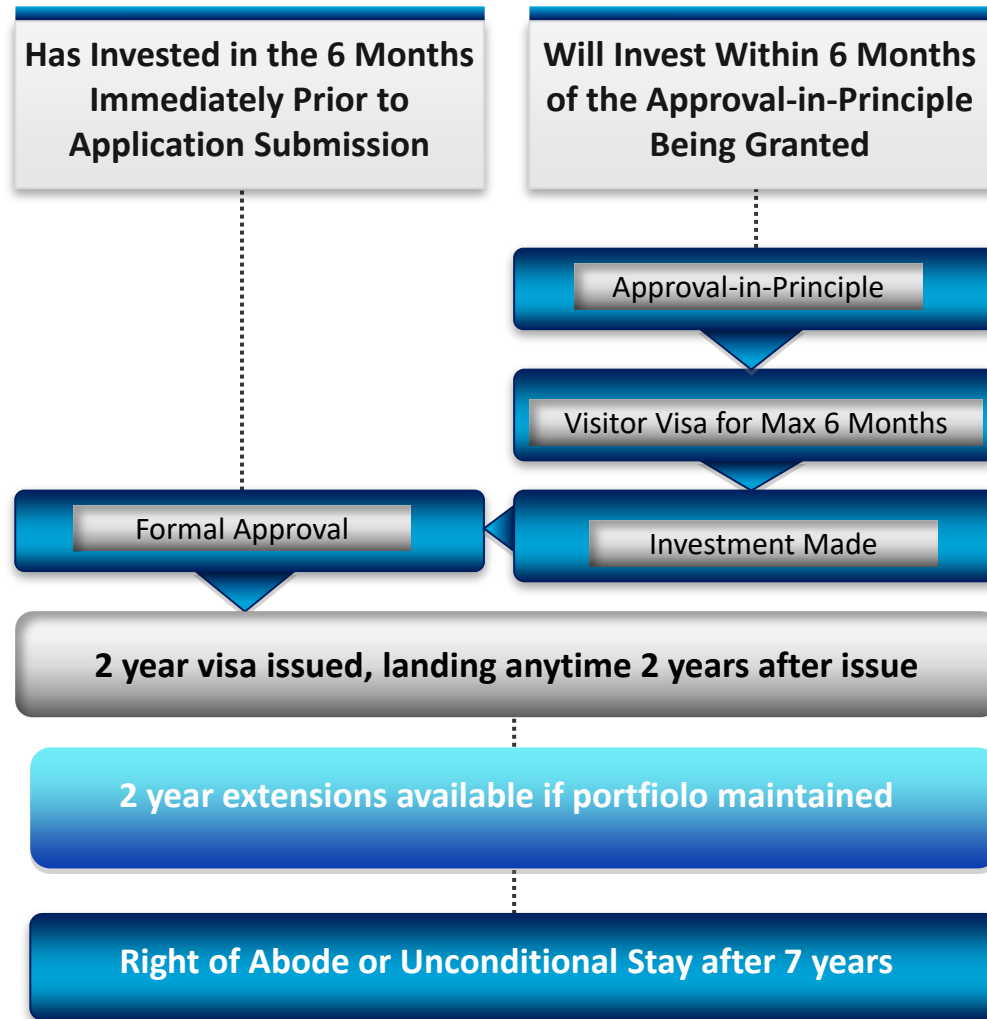 Has Invested in the 6 Months
Immediately Prior to
Application Submission
Will Invest Within 6 Months
of the Approval-in-Principle
Being Granted
Approval-in-Principle
Visitor Visa for Max 6 Months
Formal Approval
Investment Made
2 year visa issued, landing anytime 2 years after issue
2 year extensions available if portfiolo maintained
Right of Abode or Unconditional Stay after 7 years